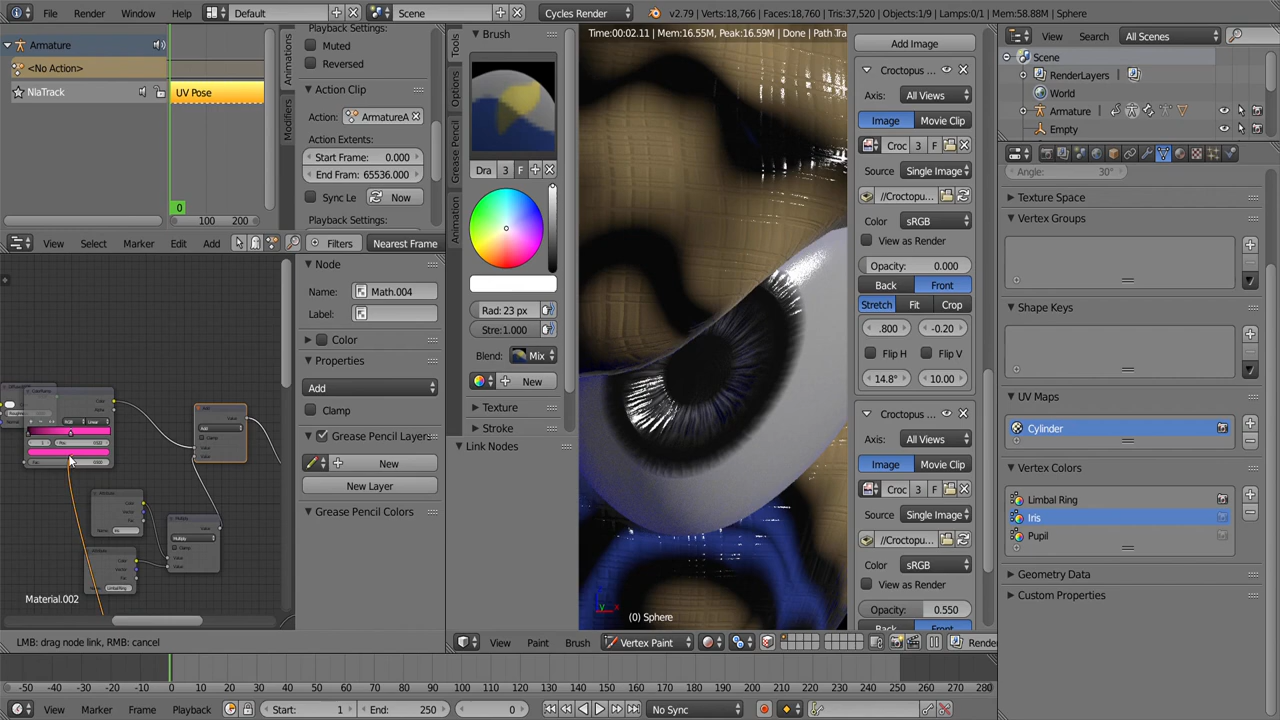 File Render Window Help Default Scene Cycles Render v2.79 | Verts:18,766 | Faces:18,760 | Tris:37,520 | Objects:1/9 | Lamps:0/1 | Mem:58.88M | Sphere
Armature
<No Action>
NlaTrack
UV Pose
0
100 200
View Select Marker Edit Add Filters Nearest Frame
Animations
Modifiers
Playback Settings:
Muted
Reversed
Action Clip
Action: ArmatureA
Action Extents:
Start Frame: 0.000
End Fram: 65536.000
Sync Le Now
Playback Settings:
Tools
Options
Grease Pencil
Animation
Brush
Dra 3 F
Rad: 23 px
Stre:1.000
Blend: Mix
New
Texture
Stroke
Link Nodes
Node
Name: Math.004
Label:
Color
Properties
Add
Clamp
Grease Pencil Layers
New
New Layer
Grease Pencil Colors
Material.002
LMB: drag node link, RMB: cancel
Time:00:02.11 | Mem:16.55M, Peak:16.59M | Done | Path Tra
(0) Sphere
View Paint Brush Vertex Paint Render
Add Image
Croctopus ...
Axis: All Views
Image Movie Clip
Croc 3 F
Source Single Image
//Croctopu...
Color sRGB
View as Render
Opacity: 0.000
Back Front
Stretch Fit Crop
.800 -0.20
Flip H Flip V
14.8° 10.00
Croctopus ...
Axis: All Views
Image Movie Clip
Croc 3 F
Source Single Image
//Croctopu...
Color sRGB
View as Render
Opacity: 0.550
Back Front
View Search All Scenes
Scene
RenderLayers
World
Armature
Empty
Angle: 30°
Texture Space
Vertex Groups
Shape Keys
UV Maps
Cylinder
Vertex Colors
Limbal Ring
Iris
Pupil
Geometry Data
Custom Properties
-50 -40 -30 -20 -10 0 10 20 30 40 50 60 70 80 90 100 110 120 130 140 150 160 170 180 190 200 210 220 230 240 250 260 270 280
View Marker Frame Playback Start: 1 End: 250 0 No Sync